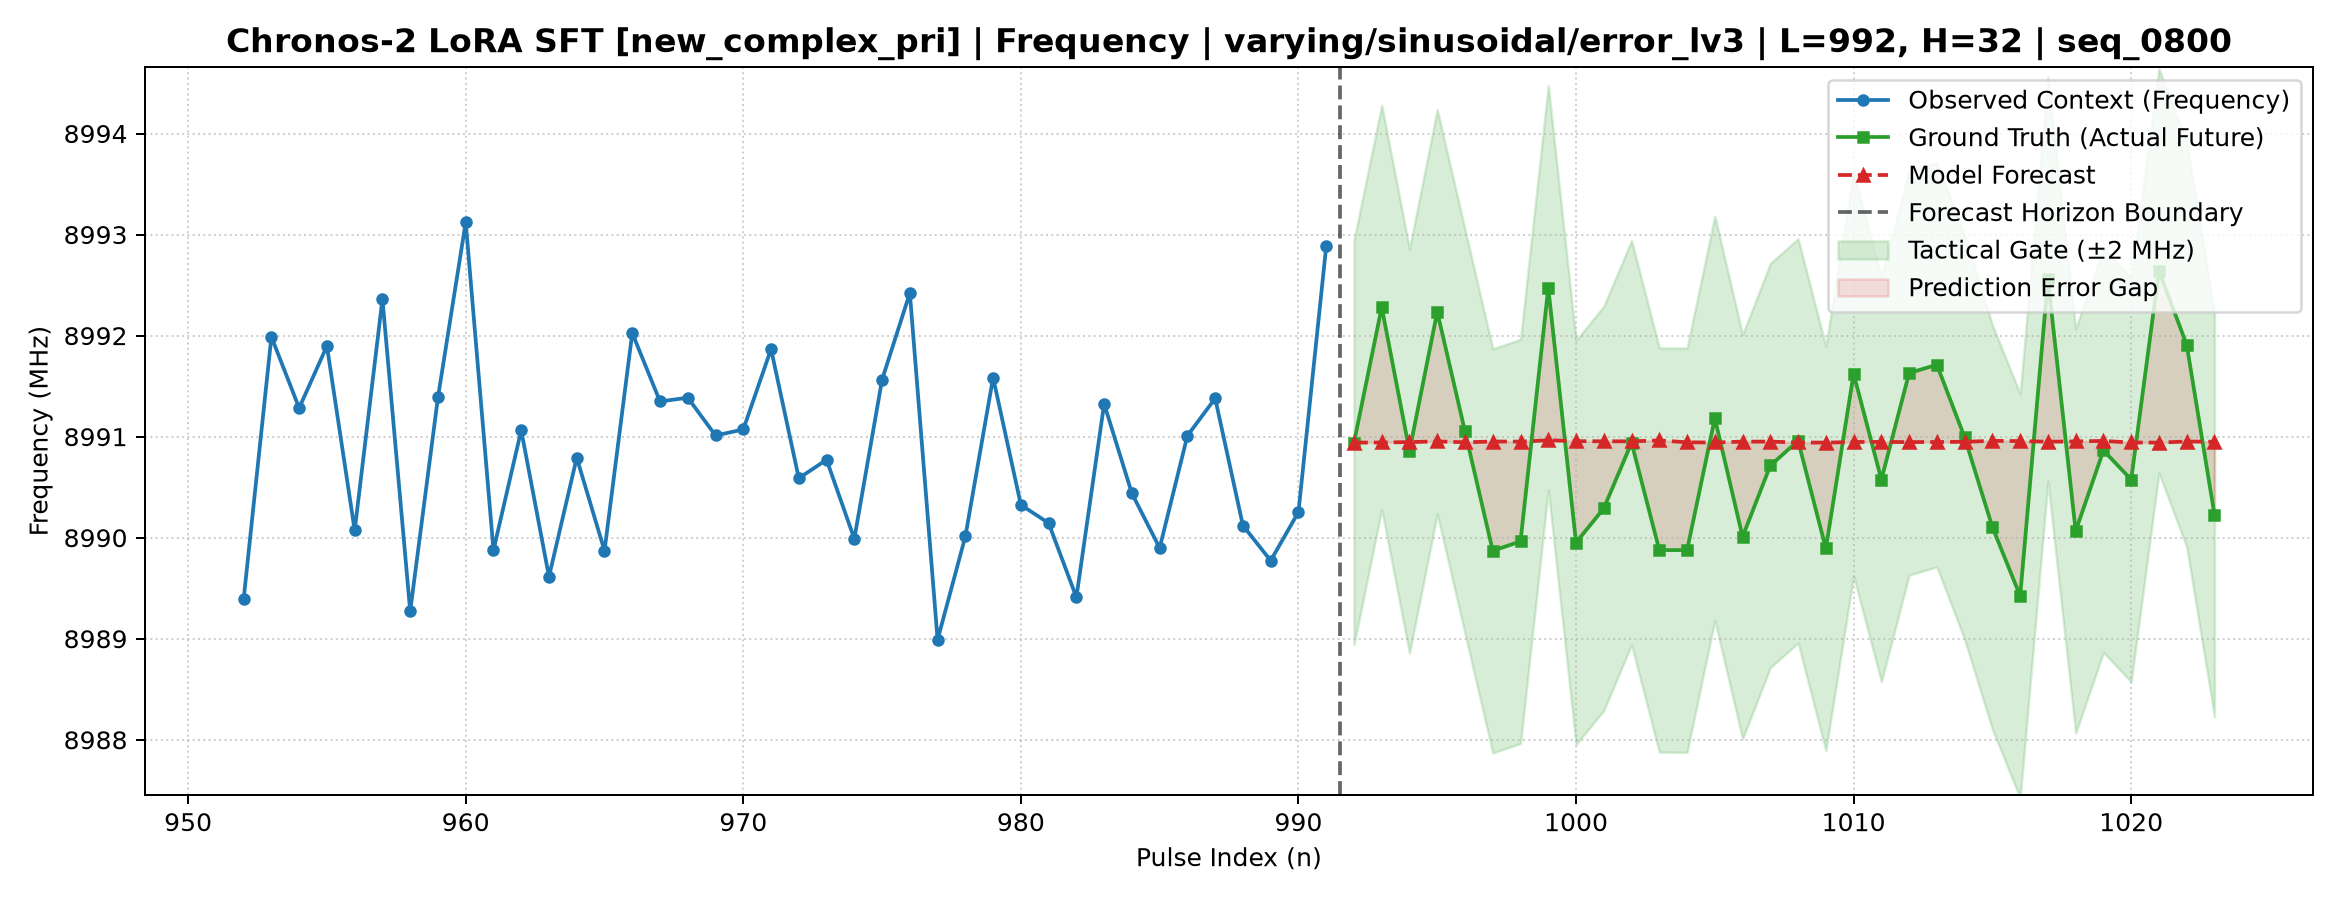 Chronos-2 LoRA SFT [new_complex_pri] | Frequency | varying/sinusoidal/error_lv3 | L=992, H=32 | seq_0800
Observed Context (Frequency)
Ground Truth (Actual Future)
Model Forecast
Forecast Horizon Boundary
Tactical Gate (±2 MHz)
Prediction Error Gap
Frequency (MHz)
8994
8993
8992
8991
8990
8989
8988
950 960 970 980 990 1000 1010 1020
Pulse Index (n)